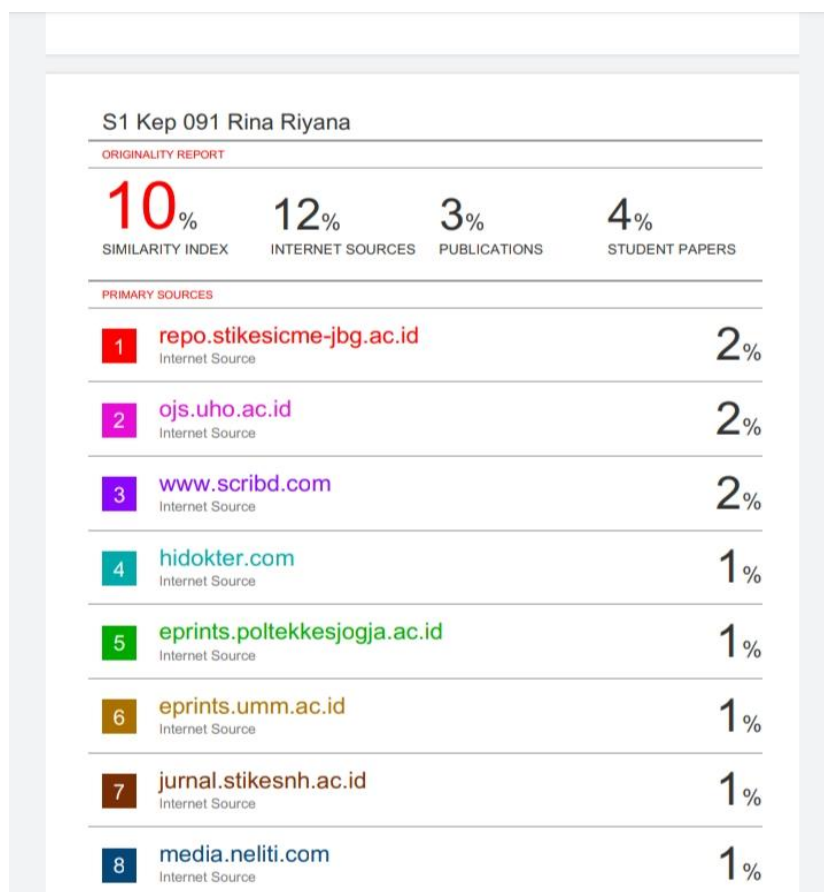 S1 Kep 091 Rina Riyana
ORIGINALITY REPORT
10% 12% 3% 4%
SIMILARITY INDEX INTERNET SOURCES PUBLICATIONS STUDENT PAPERS
PRIMARY SOURCES
1 repo.stikesicme-jbg.ac.id 2%
Internet Source
2 ojs.uho.ac.id 2%
Internet Source
3 www.scribd.com 2%
Internet Source
4 hidokter.com 1%
Internet Source
5 eprints.poltekkesjogja.ac.id 1%
Internet Source
6 eprints.umm.ac.id 1%
Internet Source
7 jurnal.stikesnh.ac.id 1%
Internet Source
8 media.neliti.com 1%
Internet Source